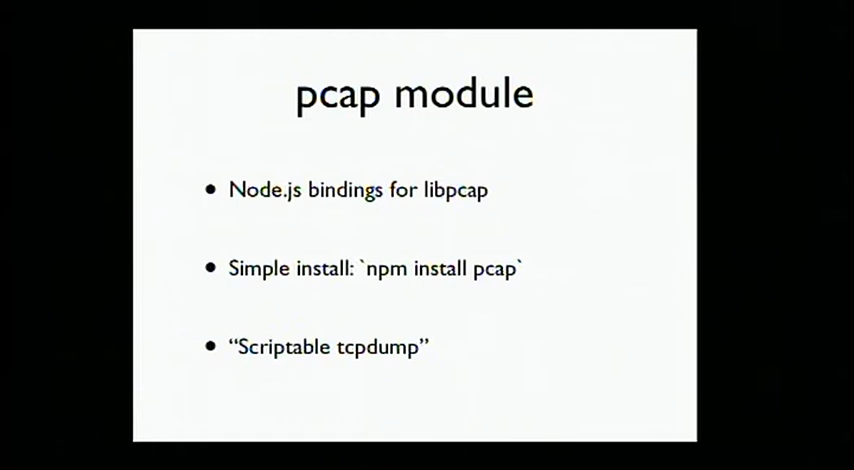 pcap module
• Node.js bindings for libpcap
• Simple install: `npm install pcap`
• “Scriptable tcpdump”